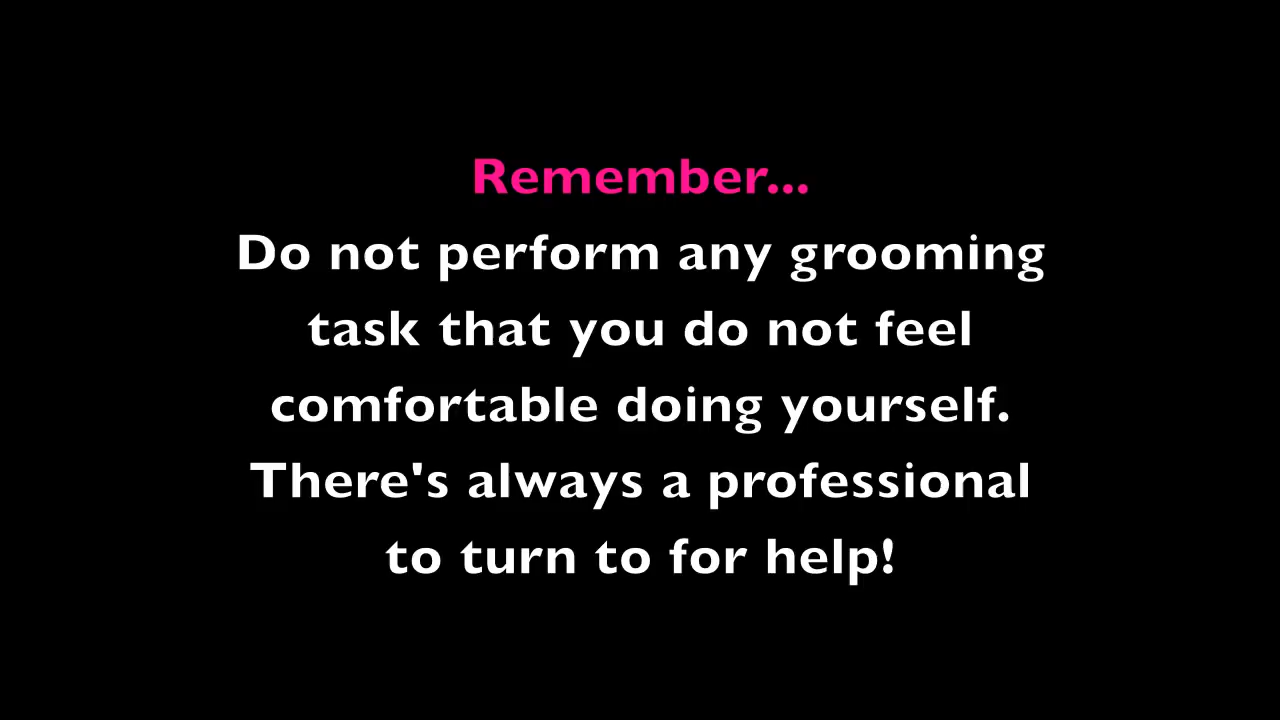 Remember...
Do not perform any grooming
task that you do not feel
comfortable doing yourself.
There's always a professional
to turn to for help!